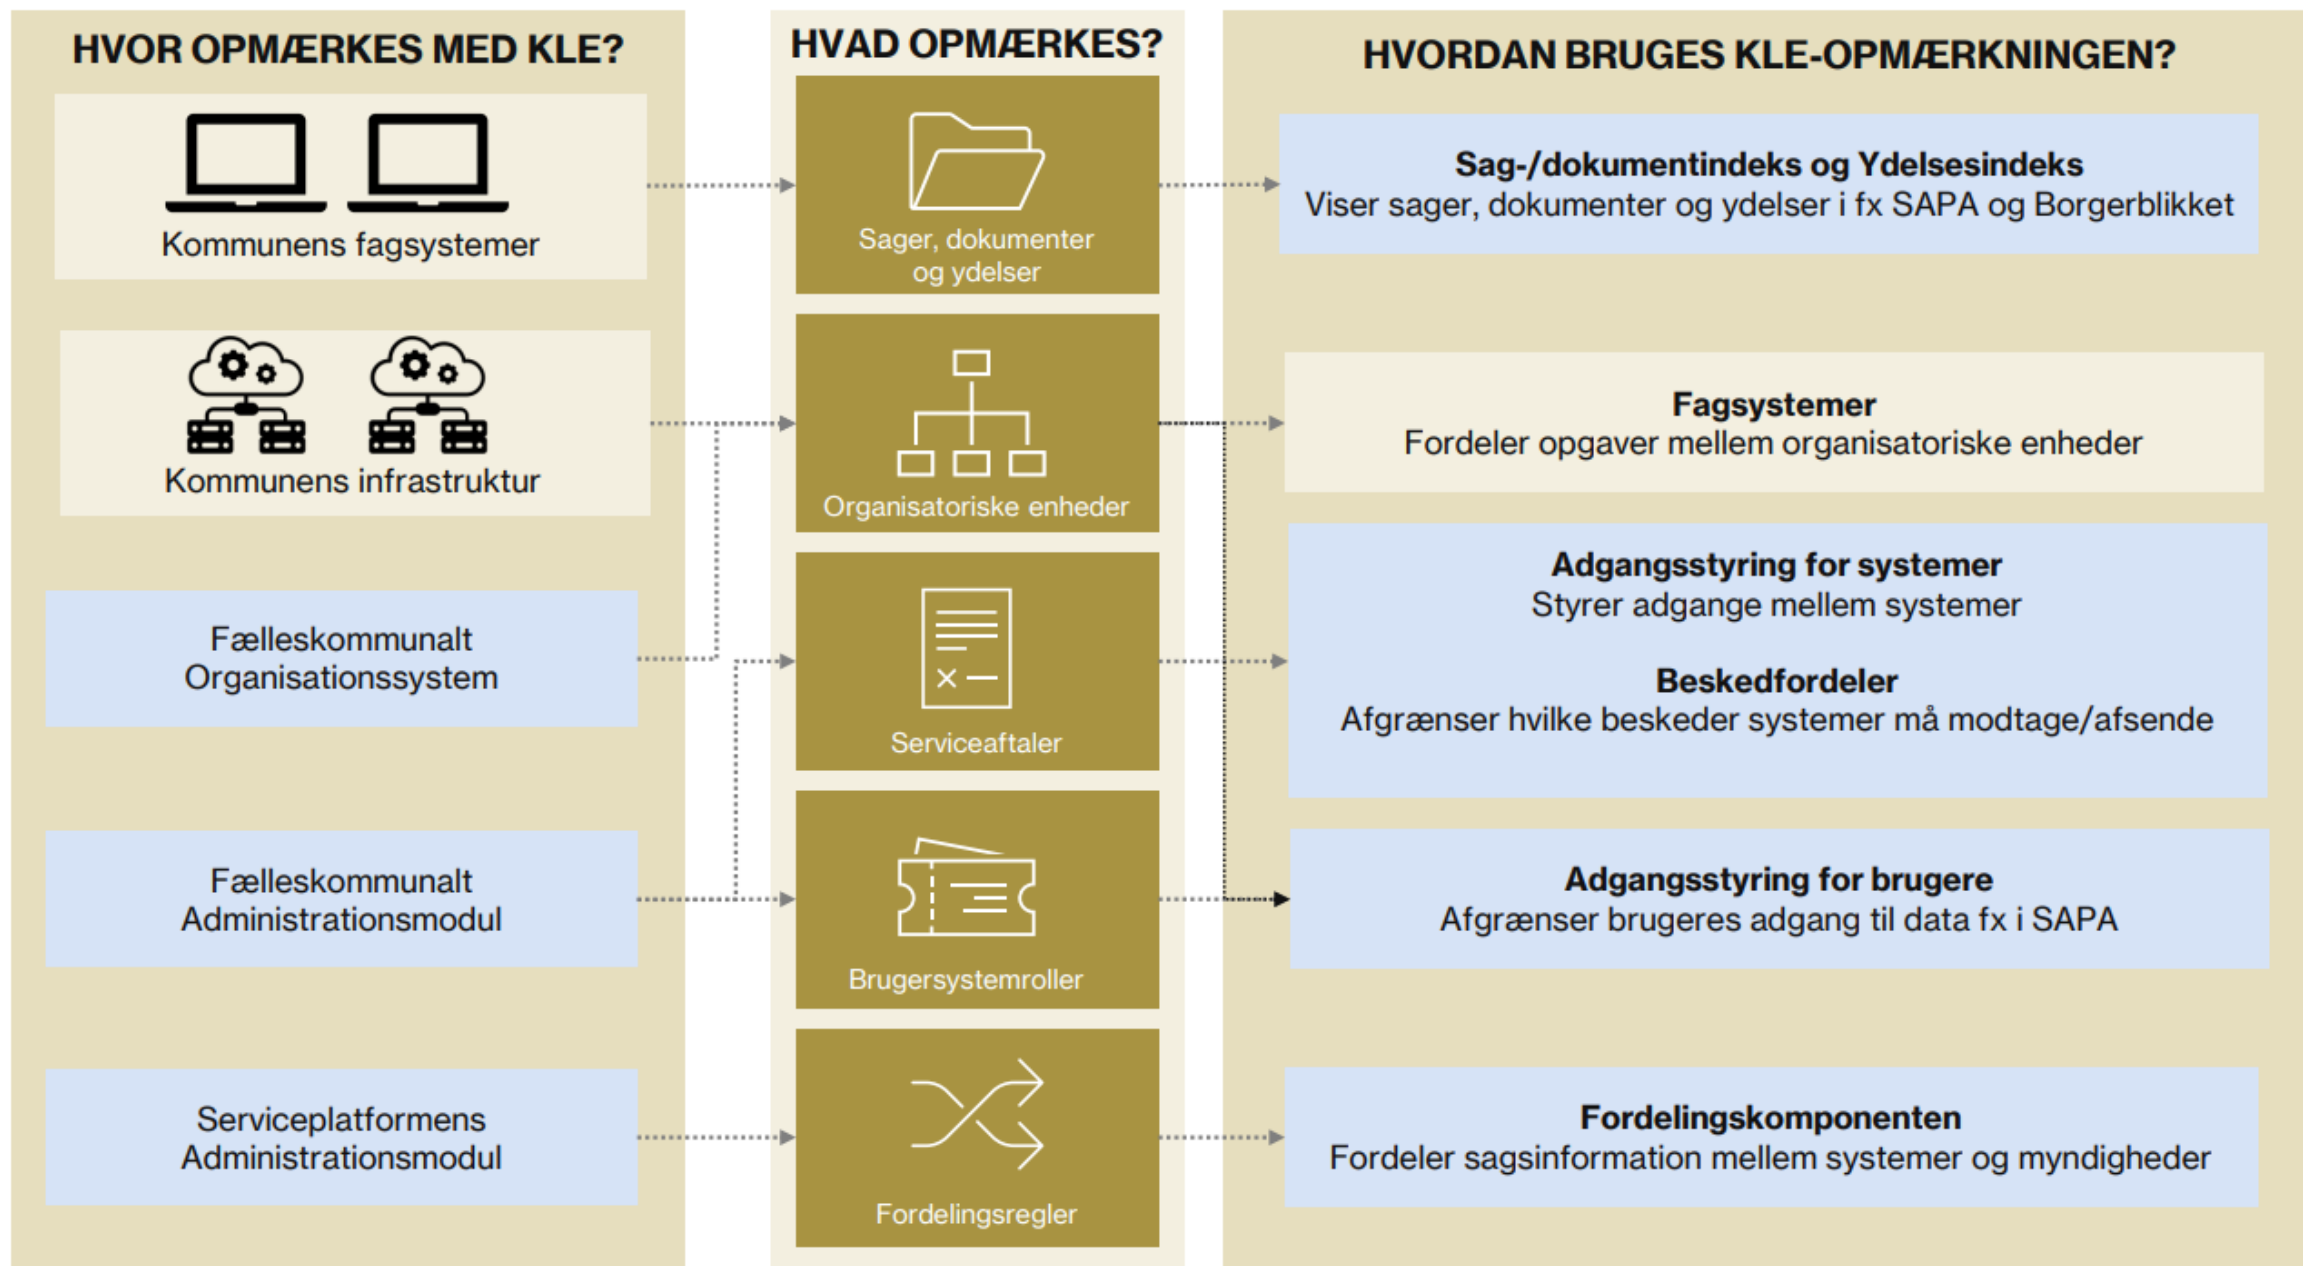 HVOR OPMÆRKES MED KLE?
Kommunens fagsystemer
Kommunens infrastruktur
Fælleskommunalt
Organisationssystem
Fælleskommunalt
Administrationsmodul
Serviceplatformens
Administrationsmodul
HVAD OPMÆRKES?
Sager, dokumenter
og ydelser
Organisatoriske enheder
Serviceaftaler
Brugersystemroller
Fordelingsregler
HVORDAN BRUGES KLE-OPMÆRKNINGEN?
Sag-/dokumentindeks og Ydelsesindeks
Viser sager, dokumenter og ydelser i fx SAPA og Borgerblikket
Fagsystemer
Fordeler opgaver mellem organisatoriske enheder
Adgangsstyring for systemer
Styrer adgange mellem systemer
Beskedfordeler
Afgrænser hvilke beskeder systemer må modtage/afsende
Adgangsstyring for brugere
Afgrænser brugeres adgang til data fx i SAPA
Fordelingskomponenten
Fordeler sagsinformation mellem systemer og myndigheder